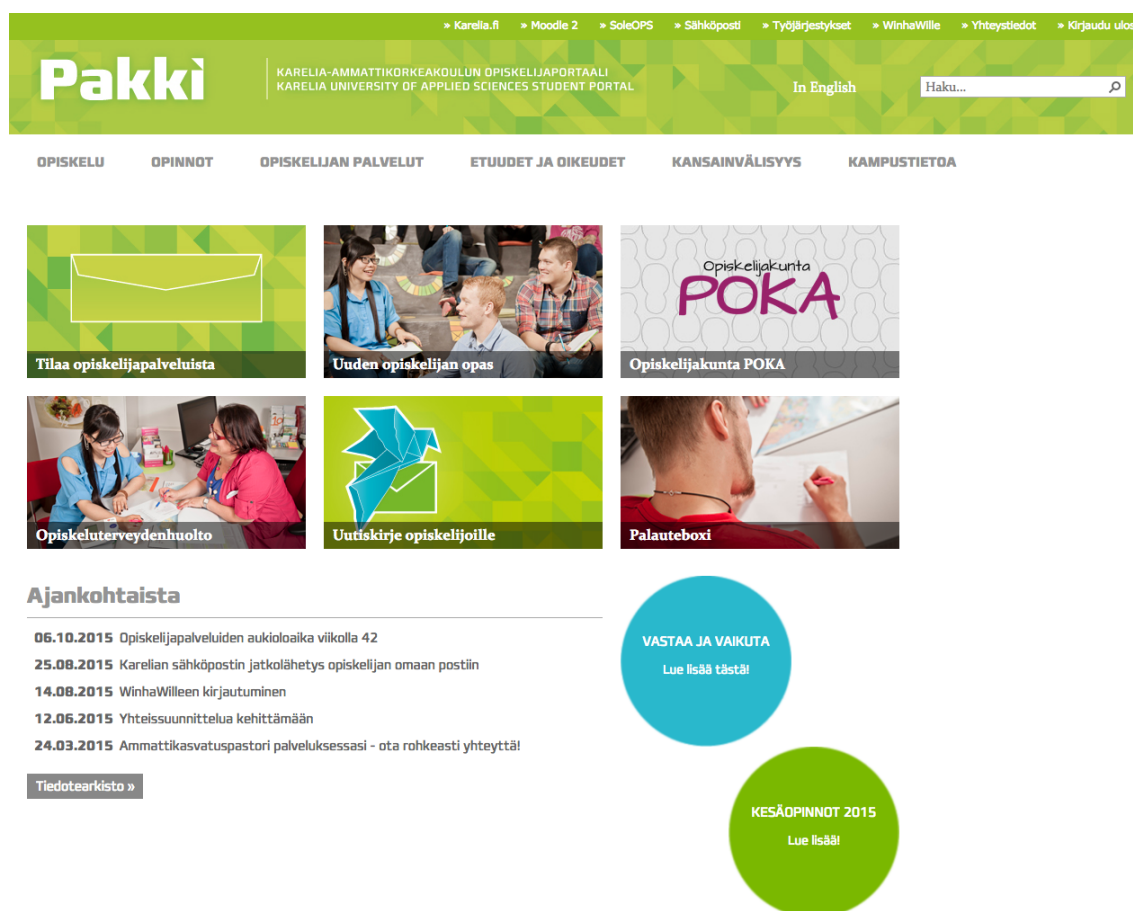 » Karelia.fi » Moodle 2 » SoleOPS » Sähköposti » Työjärjestykset » WinhaWille » Yhteystiedot » Kirjaudu ulos
Pakki
KARELIA-AMMATTIKORKEAKOULUN OPISKELIJAPORTAALI
KARELIA UNIVERSITY OF APPLIED SCIENCES STUDENT PORTAL
In English
Haku...
OPISKELU OPINNOT OPISKELIJAN PALVELUT ETUUDET JA OIKEUDET KANSAINVÄLISYYS KAMPUSTIETOA
Opiskelijakunta
POKA
Tilaa opiskelijapalveluista
Uuden opiskelijan opas
Opiskelijakunta POKA
Opiskeluterveydenhuolto
Uutiskirje opiskelijoille
Palauteboxi
Ajankohtaista
06.10.2015 Opiskelijapalveluiden aukioloaika viikolla 42
25.08.2015 Karelian sähköpostin jatkolähetys opiskelijan omaan postiin
14.08.2015 WinhaWilleen kirjautuminen
12.06.2015 Yhteissuunnittelua kehittämään
24.03.2015 Ammattikasvatuspastori palveluksessasi - ota rohkeasti yhteyttä!
Tiedotearkisto »
VASTAA JA VAIKUTA
Lue lisää tästä!
KESÄOPINNOT 2015
Lue lisää!